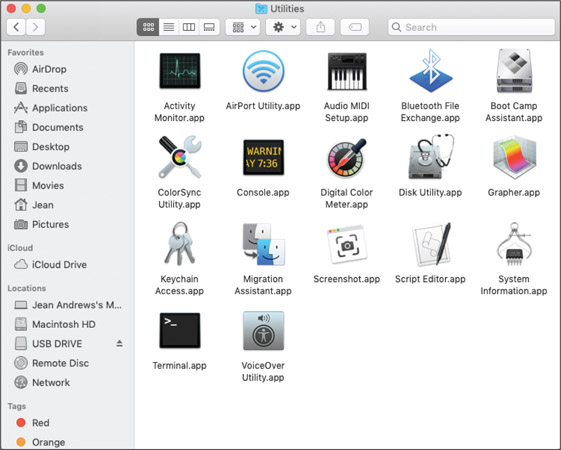 Utilities
Search
Favorites
AirDrop
Recents
Applications
Documents
Desktop
Downloads
Movies
Jean
Pictures
iCloud
iCloud Drive
Locations
Jean Andrews's M...
Macintosh HD
USB DRIVE
Remote Disc
Network
Tags
Red
Orange
Activity
Monitor.app
AirPort Utility.app
Audio MIDI
Setup.app
Bluetooth File
Exchange.app
Boot Camp
Assistant.app
WARNIN
AY 7:36
ColorSync
Utility.app
Console.app
Digital Color
Meter.app
Disk Utility.app
Grapher.app
Keychain
Access.app
Migration
Assistant.app
Screenshot.app
Script Editor.app
System
Information.app
>_
Terminal.app
VoiceOver
Utility.app